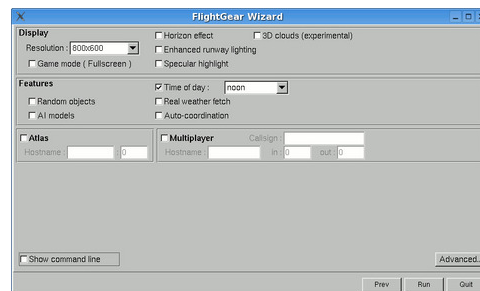 FlightGear Wizard
Display
Resolution : 800x600
Game mode ( Fullscreen )
Horizon effect
3D clouds (experimental)
Enhanced runway lighting
Specular highlight
Features
Random objects
AI models
Time of day : noon
Real weather fetch
Auto-coordination
Atlas
Hostname : : 0
Multiplayer Callsign :
Hostname : in : 0 out : 0
Show command line
Advanced..
Prev Run Quit